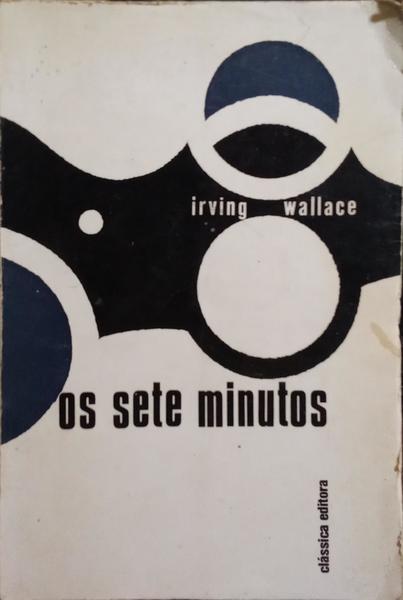 irving wallace
os sete minutos
clássica editora